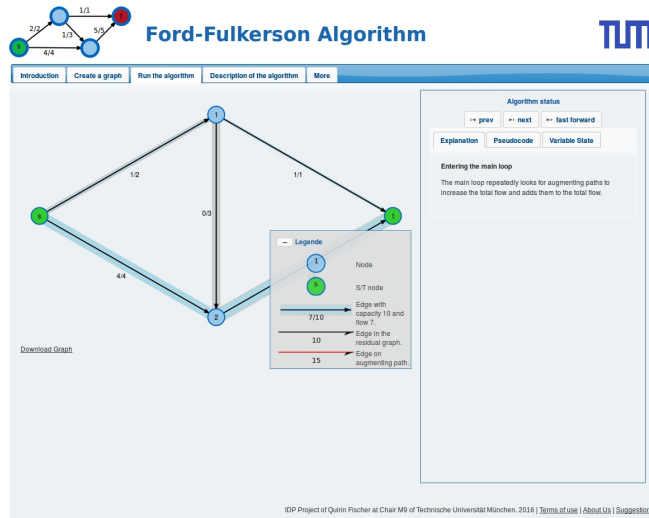 1/1
t
2/2
1/3
5/5
s
4/4
Ford-Fulkerson Algorithm
TUM
Introduction
Create a graph
Run the algorithm
Description of the algorithm
More
1
1/2
1/1
s
0/3
t
4/4
2
Download Graph
Legende
1
Node
S
S/T node
7/10
Edge with
capacity 10 and
flow 7.
10
Edge in the
residual graph.
15
Edge on
augmenting path.
Algorithm status
prev
next
fast forward
Explanation
Pseudocode
Variable State
Entering the main loop
The main loop repeatedly looks for augmenting paths to
increase the total flow and adds them to the total flow.
IDP Project of Quirin Fischer at Chair M9 of Technische Universität München. 2016 | Terms of use | About Us | Suggestion